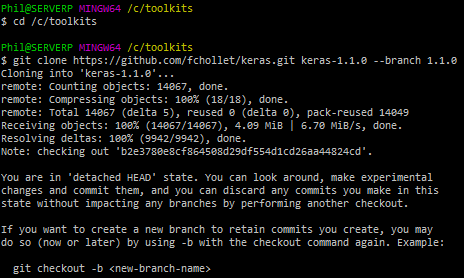 Phil@SERVERP MINGW64 /c/toolkits
$ cd /c/toolkits
Phil@SERVERP MINGW64 /c/toolkits
$ git clone https://github.com/fchollet/keras.git keras-1.1.0 --branch 1.1.0
Cloning into 'keras-1.1.0'...
remote: Counting objects: 14067, done.
remote: Compressing objects: 100% (18/18), done.
remote: Total 14067 (delta 5), reused 0 (delta 0), pack-reused 14049
Receiving objects: 100% (14067/14067), 4.09 MiB | 6.70 MiB/s, done.
Resolving deltas: 100% (9942/9942), done.
Note: checking out 'b2e3780e8cf864508d29df554d1cd26aa44824cd'.
You are in 'detached HEAD' state. You can look around, make experimental
changes and commit them, and you can discard any commits you make in this
state without impacting any branches by performing another checkout.
If you want to create a new branch to retain commits you create, you may
do so (now or later) by using -b with the checkout command again. Example:
git checkout -b <new-branch-name>